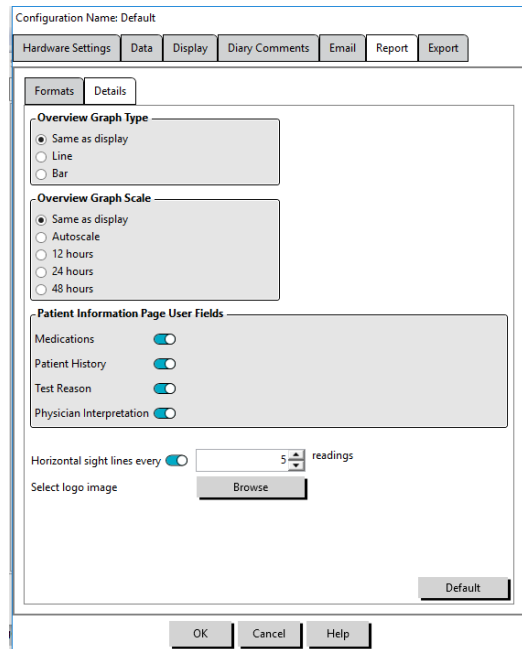 Configuration Name: Default
Hardware Settings Data Display Diary Comments Email Report Export
Formats Details
Overview Graph Type
Same as display
Line
Bar
Overview Graph Scale
Same as display
Autoscale
12 hours
24 hours
48 hours
Patient Information Page User Fields
Medications
Patient History
Test Reason
Physician Interpretation
Horizontal sight lines every 5 readings
Select logo image Browse
Default
OK Cancel Help